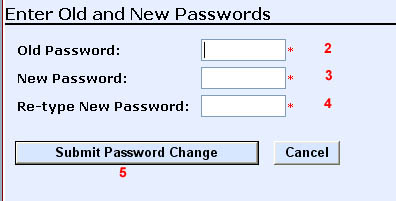 Enter Old and New Passwords
Old Password: * 2
New Password: * 3
Re-type New Password: * 4
Submit Password Change Cancel
5